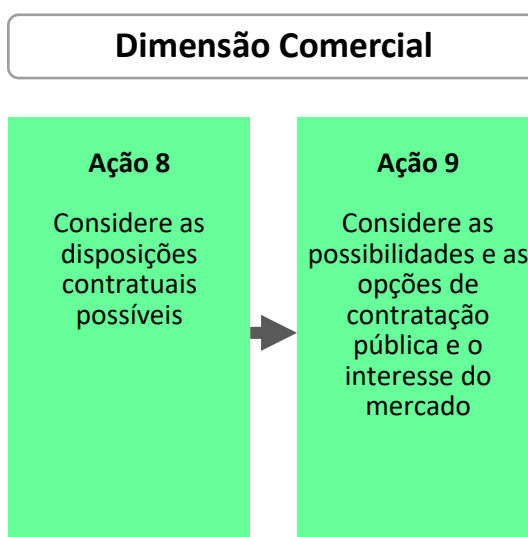 Dimensão Comercial
Ação 8
Considere as
disposições
contratuais
possíveis
Ação 9
Considere as
possibilidades e as
opções de
contratação
pública e o
interesse do
mercado